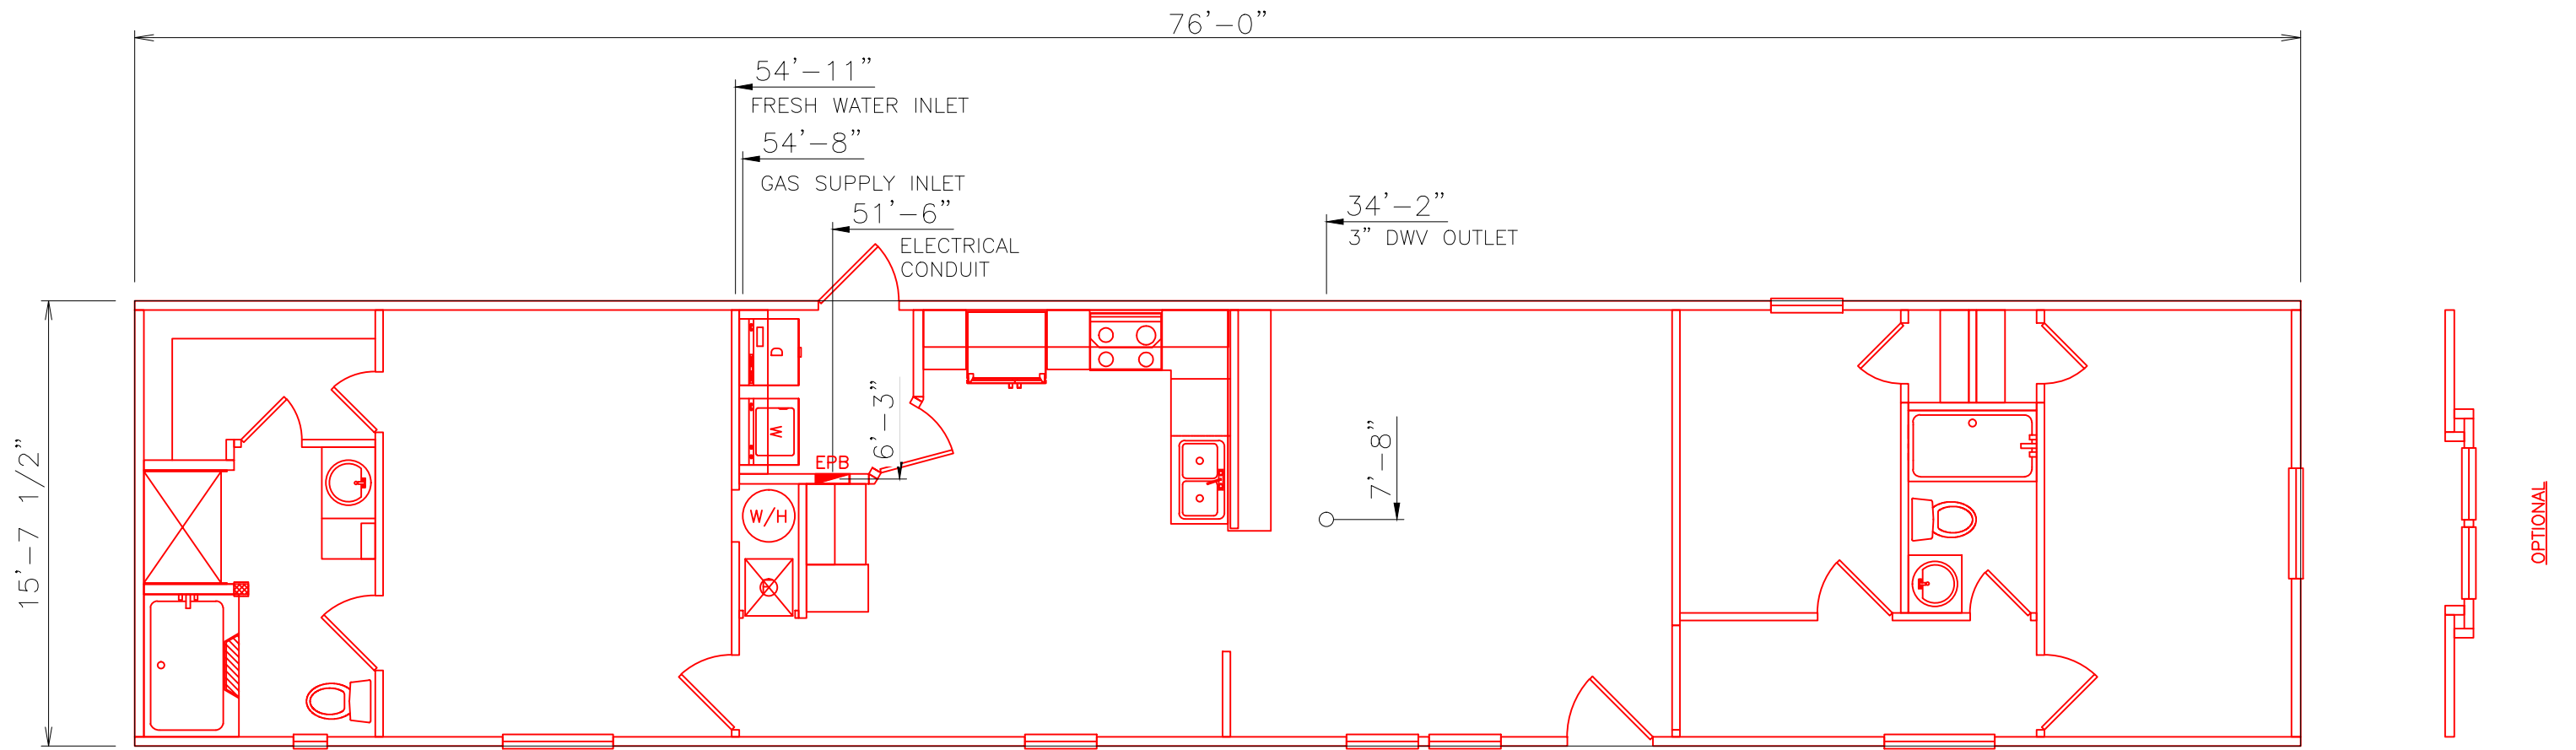 76'-0"
54'-11"
FRESH WATER INLET
54'-8"
GAS SUPPLY INLET
51'-6"
ELECTRICAL
CONDUIT
34'-2"
3" DWV OUTLET
15'-7 1/2"
D
W
EPB
6'-3"
W/H
F
7'-8"
OPTIONAL